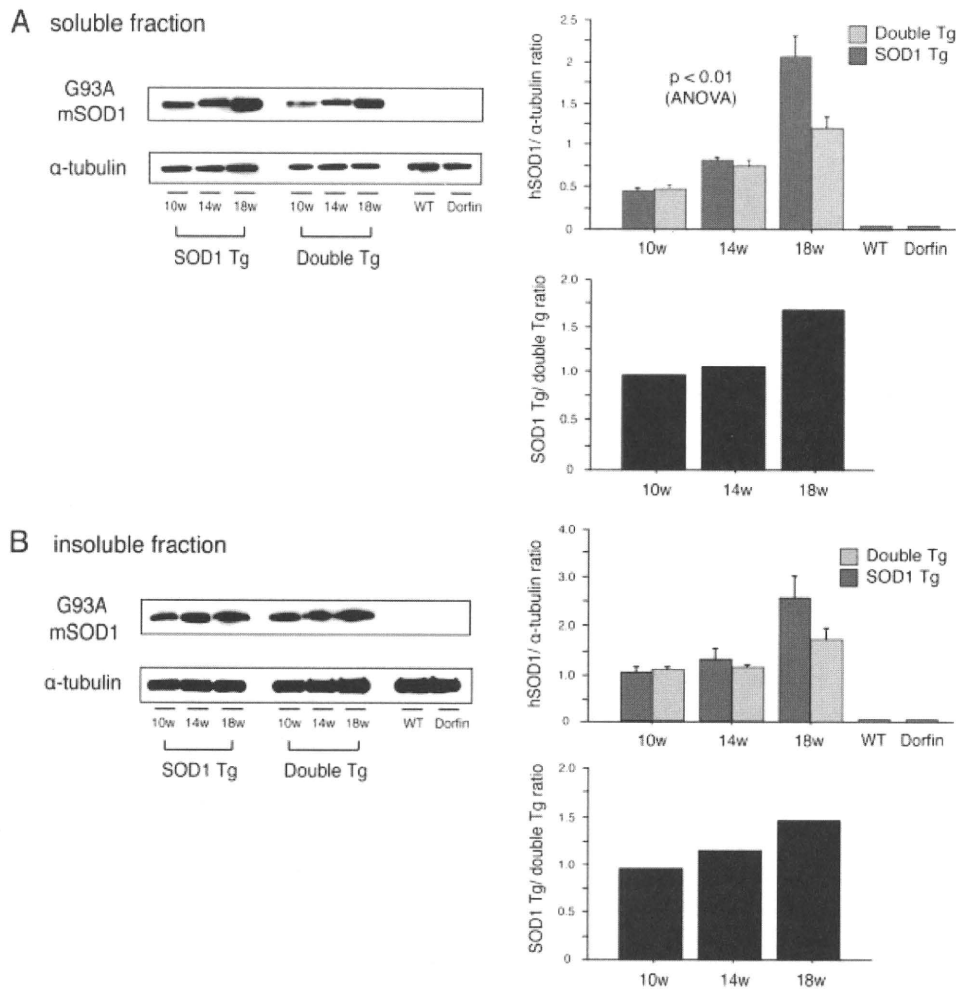 A soluble fraction
G93A
mSOD1
α-tubulin
10w 14w 18w 10w 14w 18w WT Dorfin
SOD1 Tg Double Tg
hSOD1/ α-tubulin ratio
2.5
2.0
1.5
1
0.5
0
p < 0.01
(ANOVA)
Double Tg
SOD1 Tg
10w 14w 18w WT Dorfin
SOD1 Tg/ double Tg ratio
2.0
1.5
1.0
0.5
0
10w 14w 18w
B insoluble fraction
G93A
mSOD1
α-tubulin
10w 14w 18w 10w 14w 18w WT Dorfin
SOD1 Tg Double Tg
hSOD1/ α-tubulin ratio
4.0
3.0
2.0
1.0
0
Double Tg
SOD1 Tg
10w 14w 18w WT Dorfin
SOD1 Tg/ double Tg ratio
2.0
1.5
1.0
0.5
0
10w 14w 18w